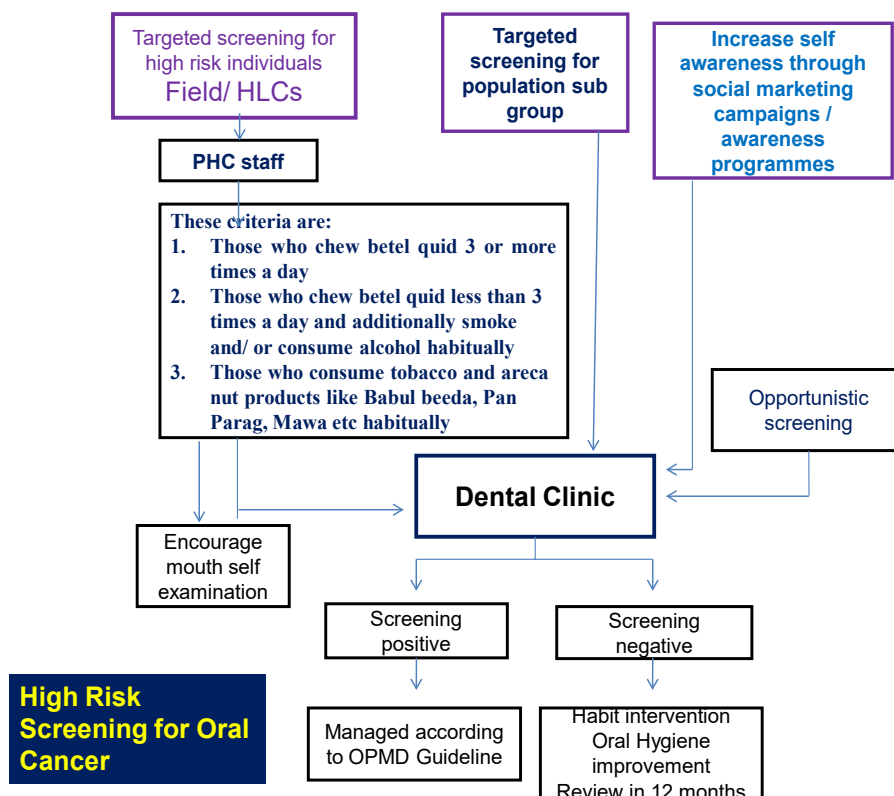 Targeted screening for
high risk individuals
Field/ HLCs
Targeted
screening for
population sub
group
Increase self
awareness through
social marketing
campaigns /
awareness
programmes
PHC staff
These criteria are:
1. Those who chew betel quid 3 or more
times a day
2. Those who chew betel quid less than 3
times a day and additionally smoke
and/ or consume alcohol habitually
3. Those who consume tobacco and areca
nut products like Babul beeda, Pan
Parag, Mawa etc habitually
Opportunistic
screening
Dental Clinic
Encourage
mouth self
examination
Screening
positive
Screening
negative
High Risk
Screening for Oral
Cancer
Managed according
to OPMD Guideline
Habit intervention
Oral Hygiene
improvement
Review in 12 months